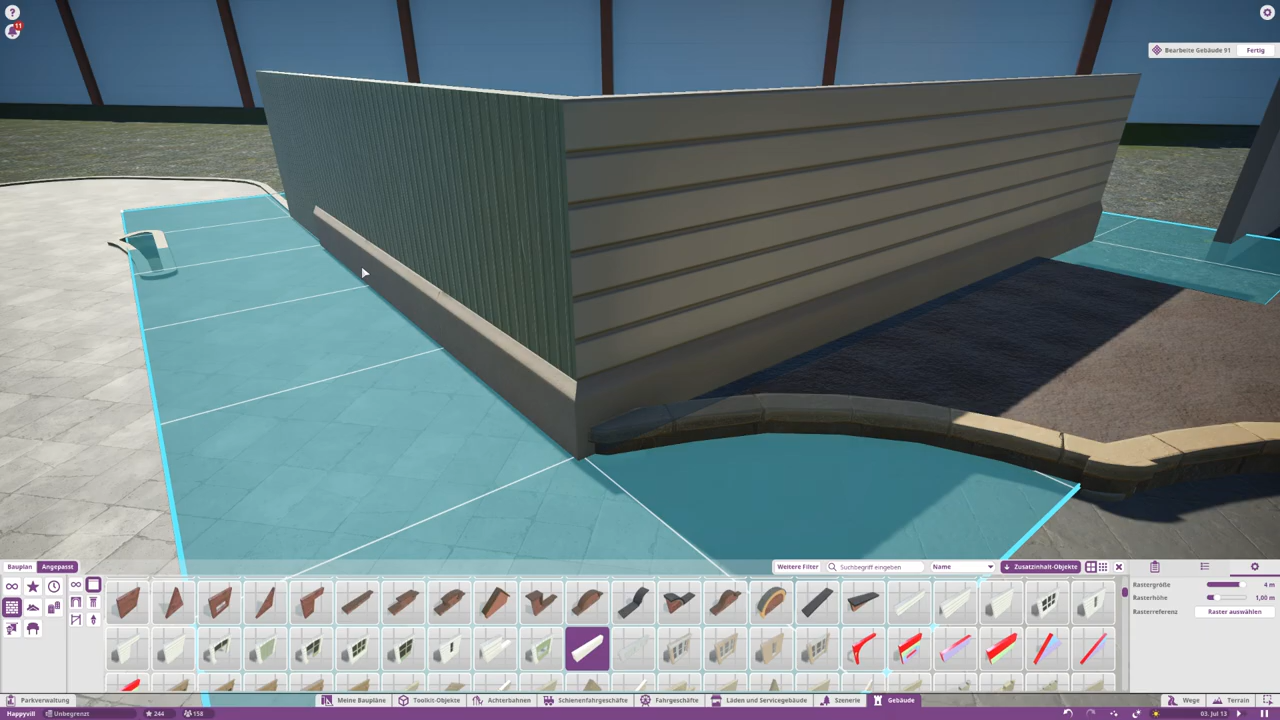 ?
11
Bearbeite Gebäude 91
Fertig
Bauplan
Angepasst
Weitere Filter
Suchbegriff eingeben
Name
Zusatzinhalt-Objekte
Rastergröße
4 m
Rasterhöhe
1,00 m
Rasterreferenz
Raster auswählen
Parkverwaltung
Meine Baupläne
Toolkit-Objekte
Achterbahnen
Schienenfahrgeschäfte
Fahrgeschäfte
Läden und Servicegebäude
Szenerie
Gebäude
Wege
Terrain
Happyvill
Unbegrenzt
244
158
63. Jul 13